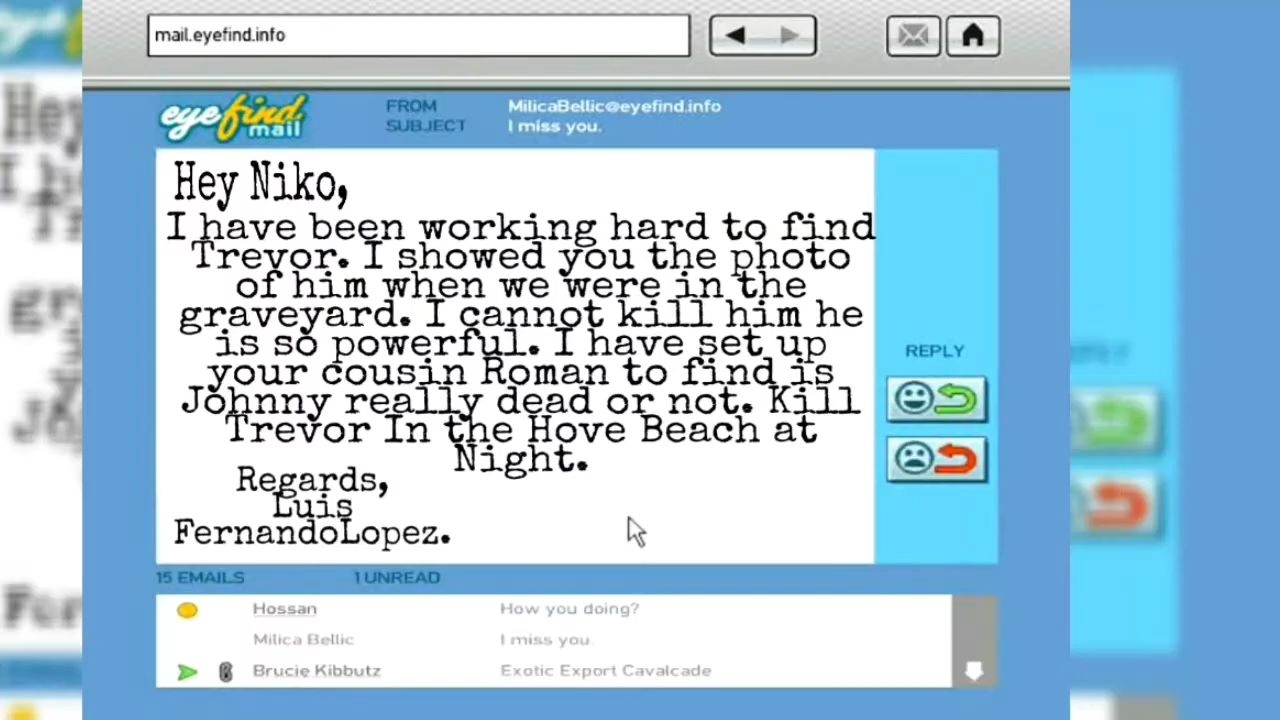 mail.eyefind.info
eyefind mail
FROM MilicaBellic@eyefind.info
SUBJECT I miss you.
Hey Niko,
I have been working hard to find
Trevor. I showed you the photo
of him when we were in the
graveyard. I cannot kill him he
is so powerful. I have set up
your cousin Roman to find is
Johnny really dead or not. Kill
Trevor In the Hove Beach at
Night.
Regards,
Luis
FernandoLopez.
REPLY
15 EMAILS 1 UNREAD
Hossan How you doing?
Milica Bellic I miss you.
Brucie Kibbutz Exotic Export Cavalcade